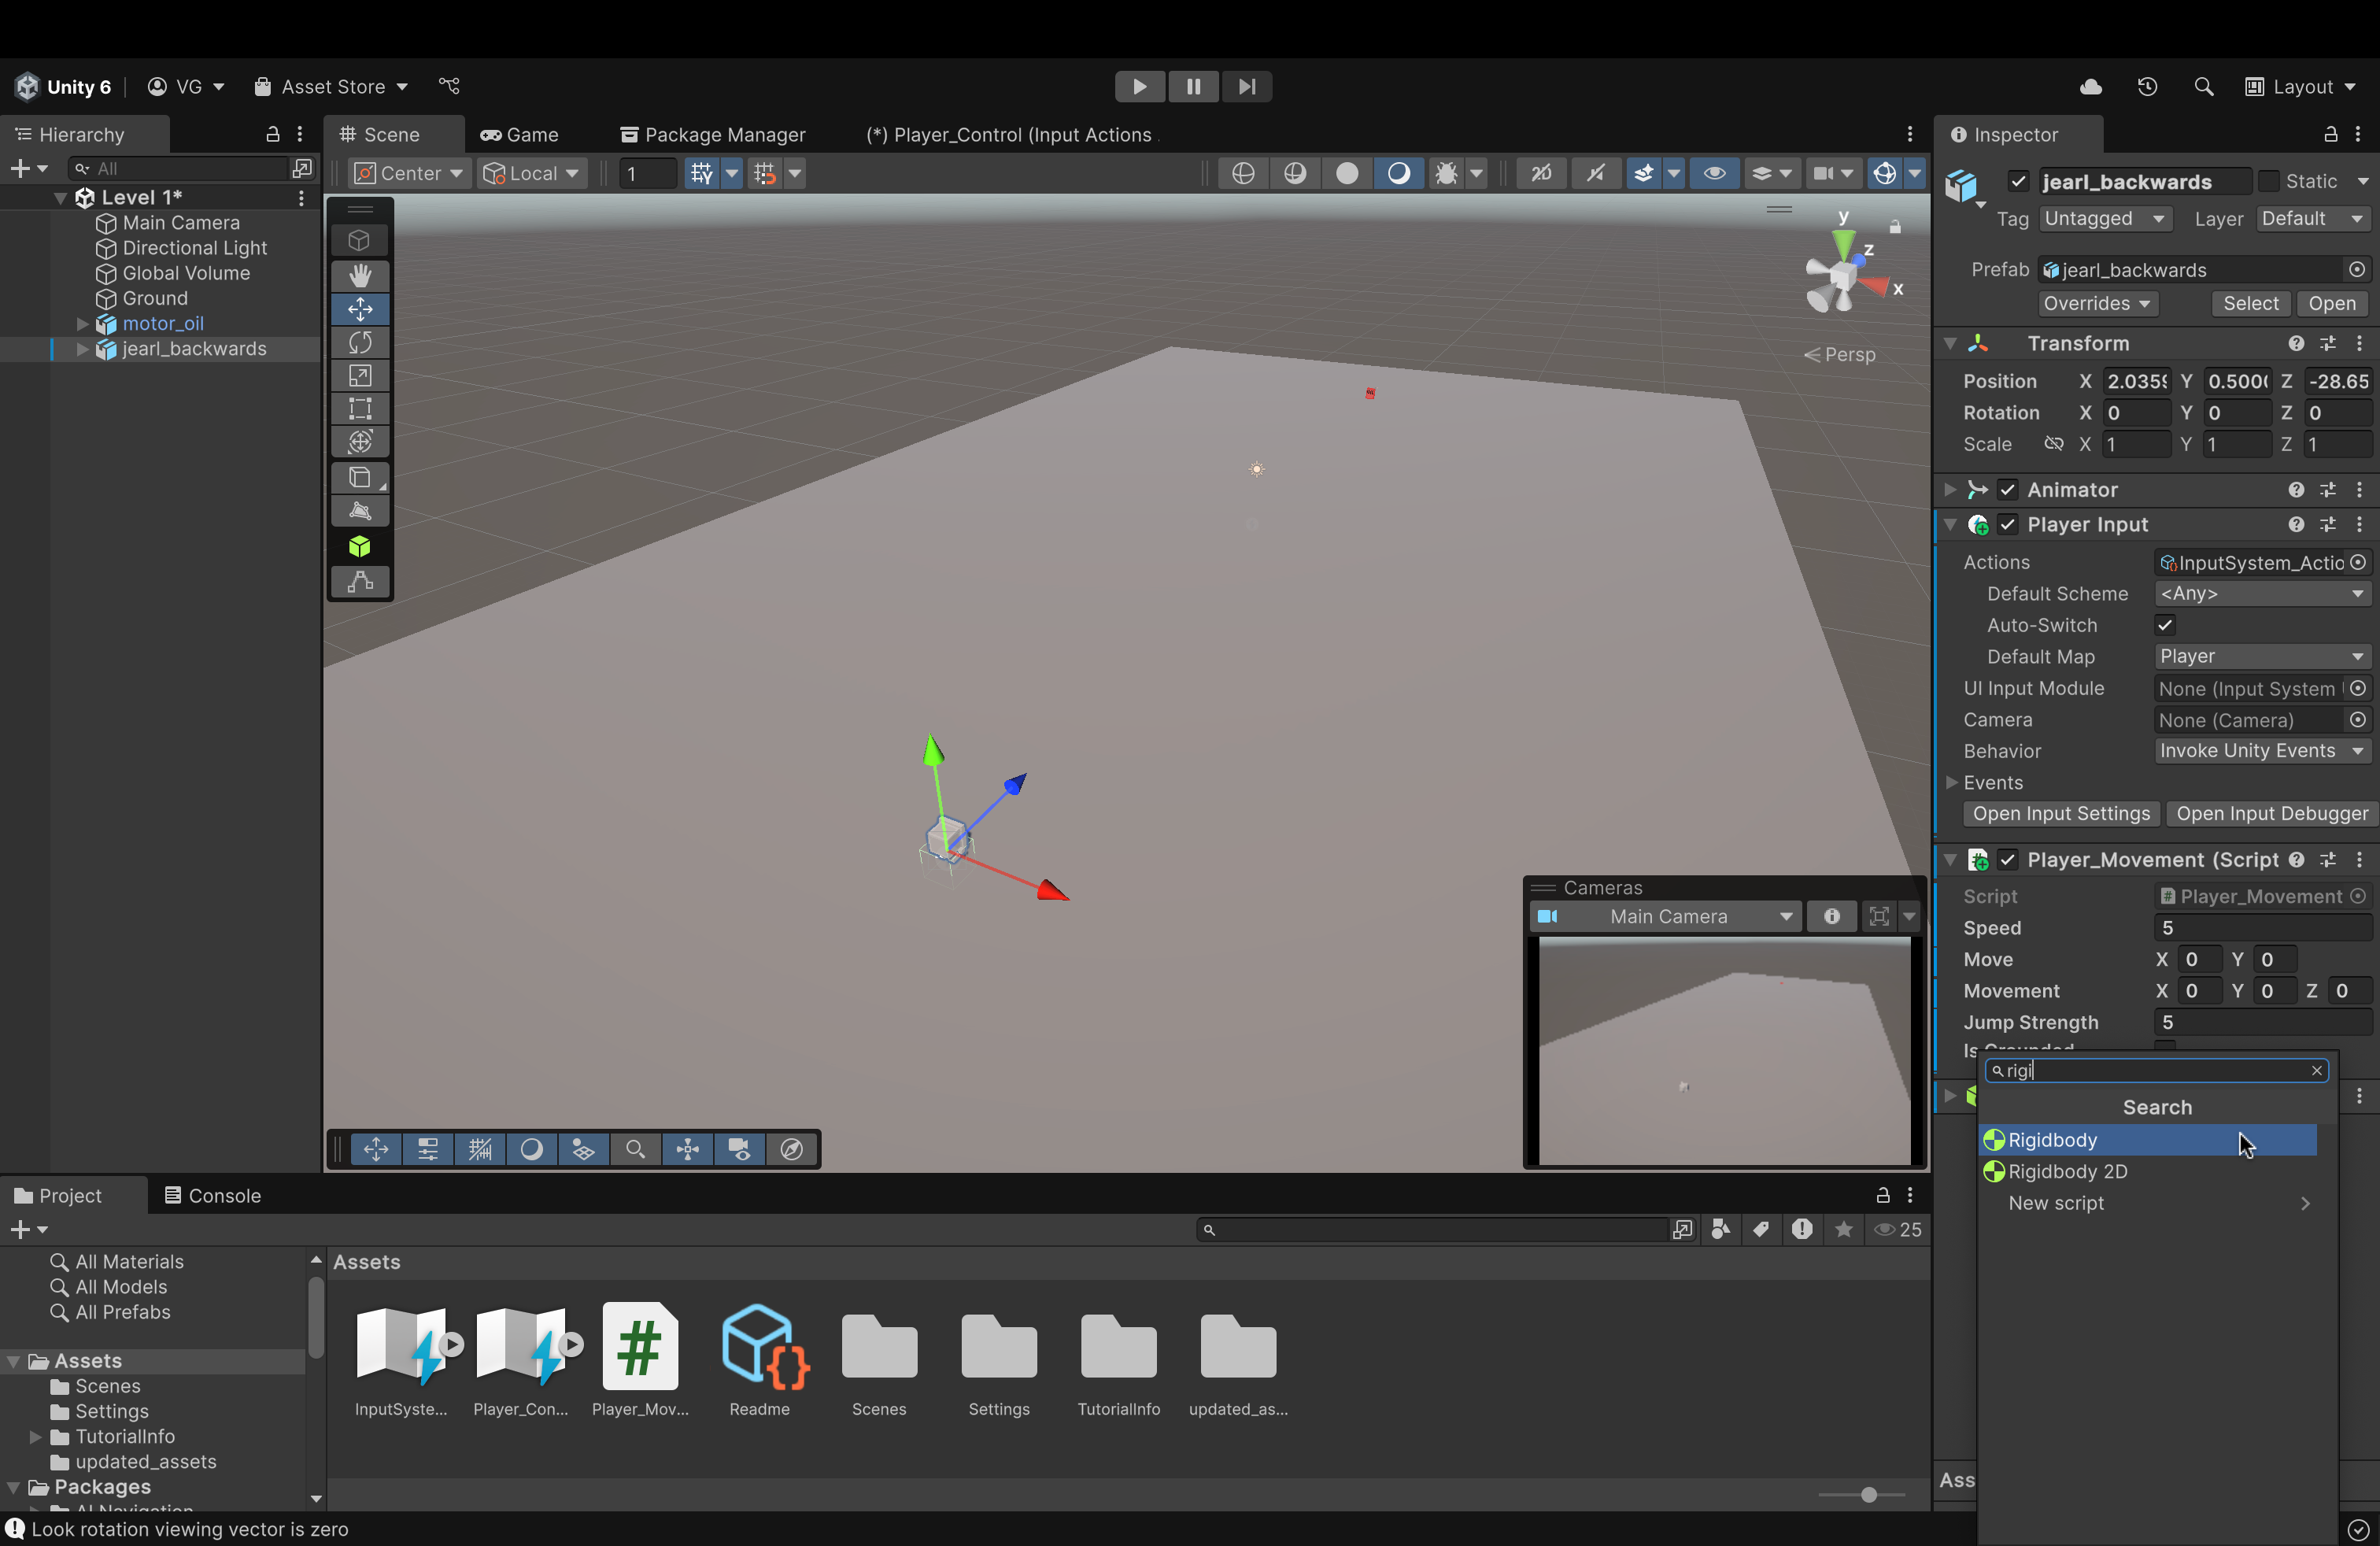 Unity 6 VG Asset Store Layout
Hierarchy
All
Level 1*
Main Camera
Directional Light
Global Volume
Ground
motor_oil
jearl_backwards
Scene Game Package Manager (*) Player_Control (Input Actions
Center Local 1 2D
y
z
x
Persp
Cameras
Main Camera
Inspector
jearl_backwards Static
Tag Untagged Layer Default
Prefab jearl_backwards
Overrides Select Open
Transform
Position X 2.0359 Y 0.500( Z -28.65
Rotation X 0 Y 0 Z 0
Scale X 1 Y 1 Z 1
Animator
Player Input
Actions InputSystem_Actio
Default Scheme <Any>
Auto-Switch
Default Map Player
UI Input Module None (Input System
Camera None (Camera)
Behavior Invoke Unity Events
Events
Open Input Settings Open Input Debugger
Player_Movement (Script
Script Player_Movement
Speed 5
Move X 0 Y 0
Movement X 0 Y 0 Z 0
Jump Strength 5
Is Grounded
rigi
Search
Rigidbody
Rigidbody 2D
New script
Ass
Project Console
25
All Materials
All Models
All Prefabs
Assets
Scenes
Settings
TutorialInfo
updated_assets
Packages
AI Navigation
Assets
InputSyste... Player_Con... Player_Mov... Readme Scenes Settings TutorialInfo updated_as...
Look rotation viewing vector is zero